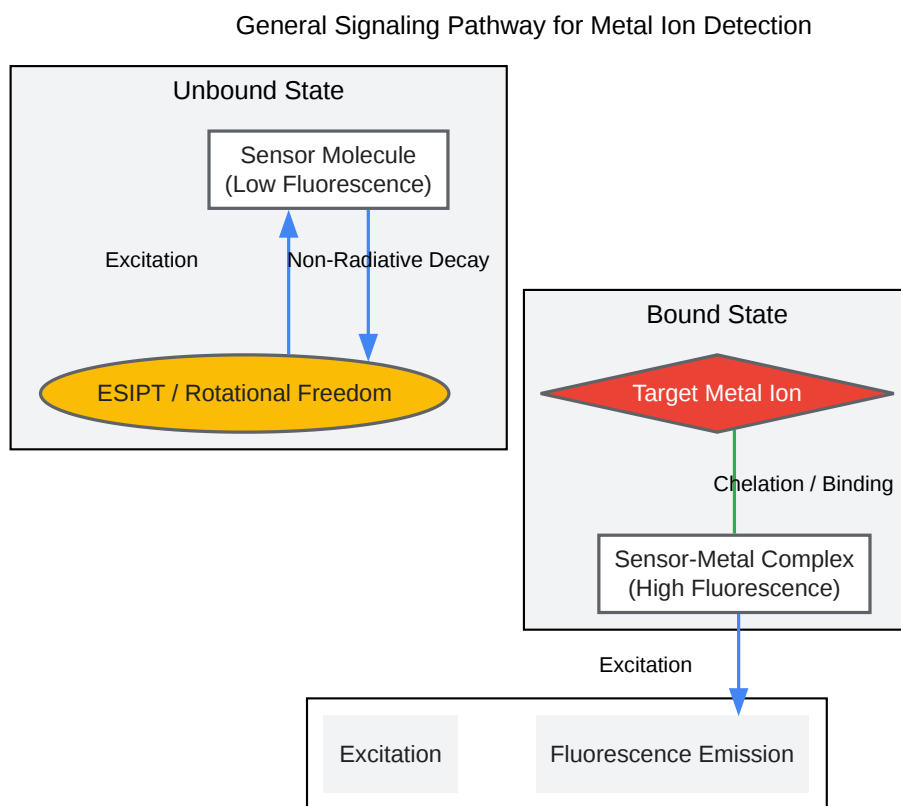 General Signaling Pathway for Metal Ion Detection
Unbound State
Sensor Molecule
(Low Fluorescence)
Excitation
Non-Radiative Decay
ESIPT / Rotational Freedom
Bound State
Target Metal Ion
Chelation / Binding
Sensor-Metal Complex
(High Fluorescence)
Excitation
Excitation
Fluorescence Emission